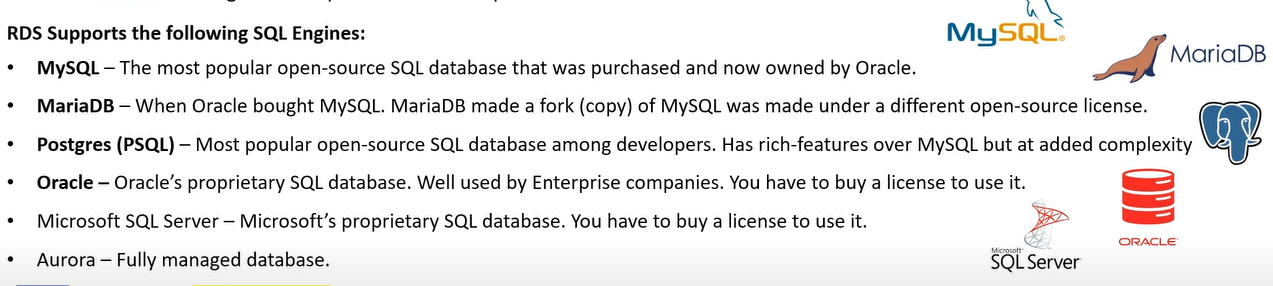 RDS Supports the following SQL Engines:
• MySQL – The most popular open-source SQL database that was purchased and now owned by Oracle.
• MariaDB – When Oracle bought MySQL. MariaDB made a fork (copy) of MySQL was made under a different open-source license.
• Postgres (PSQL) – Most popular open-source SQL database among developers. Has rich-features over MySQL but at added complexity
• Oracle – Oracle's proprietary SQL database. Well used by Enterprise companies. You have to buy a license to use it.
• Microsoft SQL Server – Microsoft's proprietary SQL database. You have to buy a license to use it.
• Aurora – Fully managed database.
MySQL®
MariaDB
ORACLE
Microsoft®
SQL Server